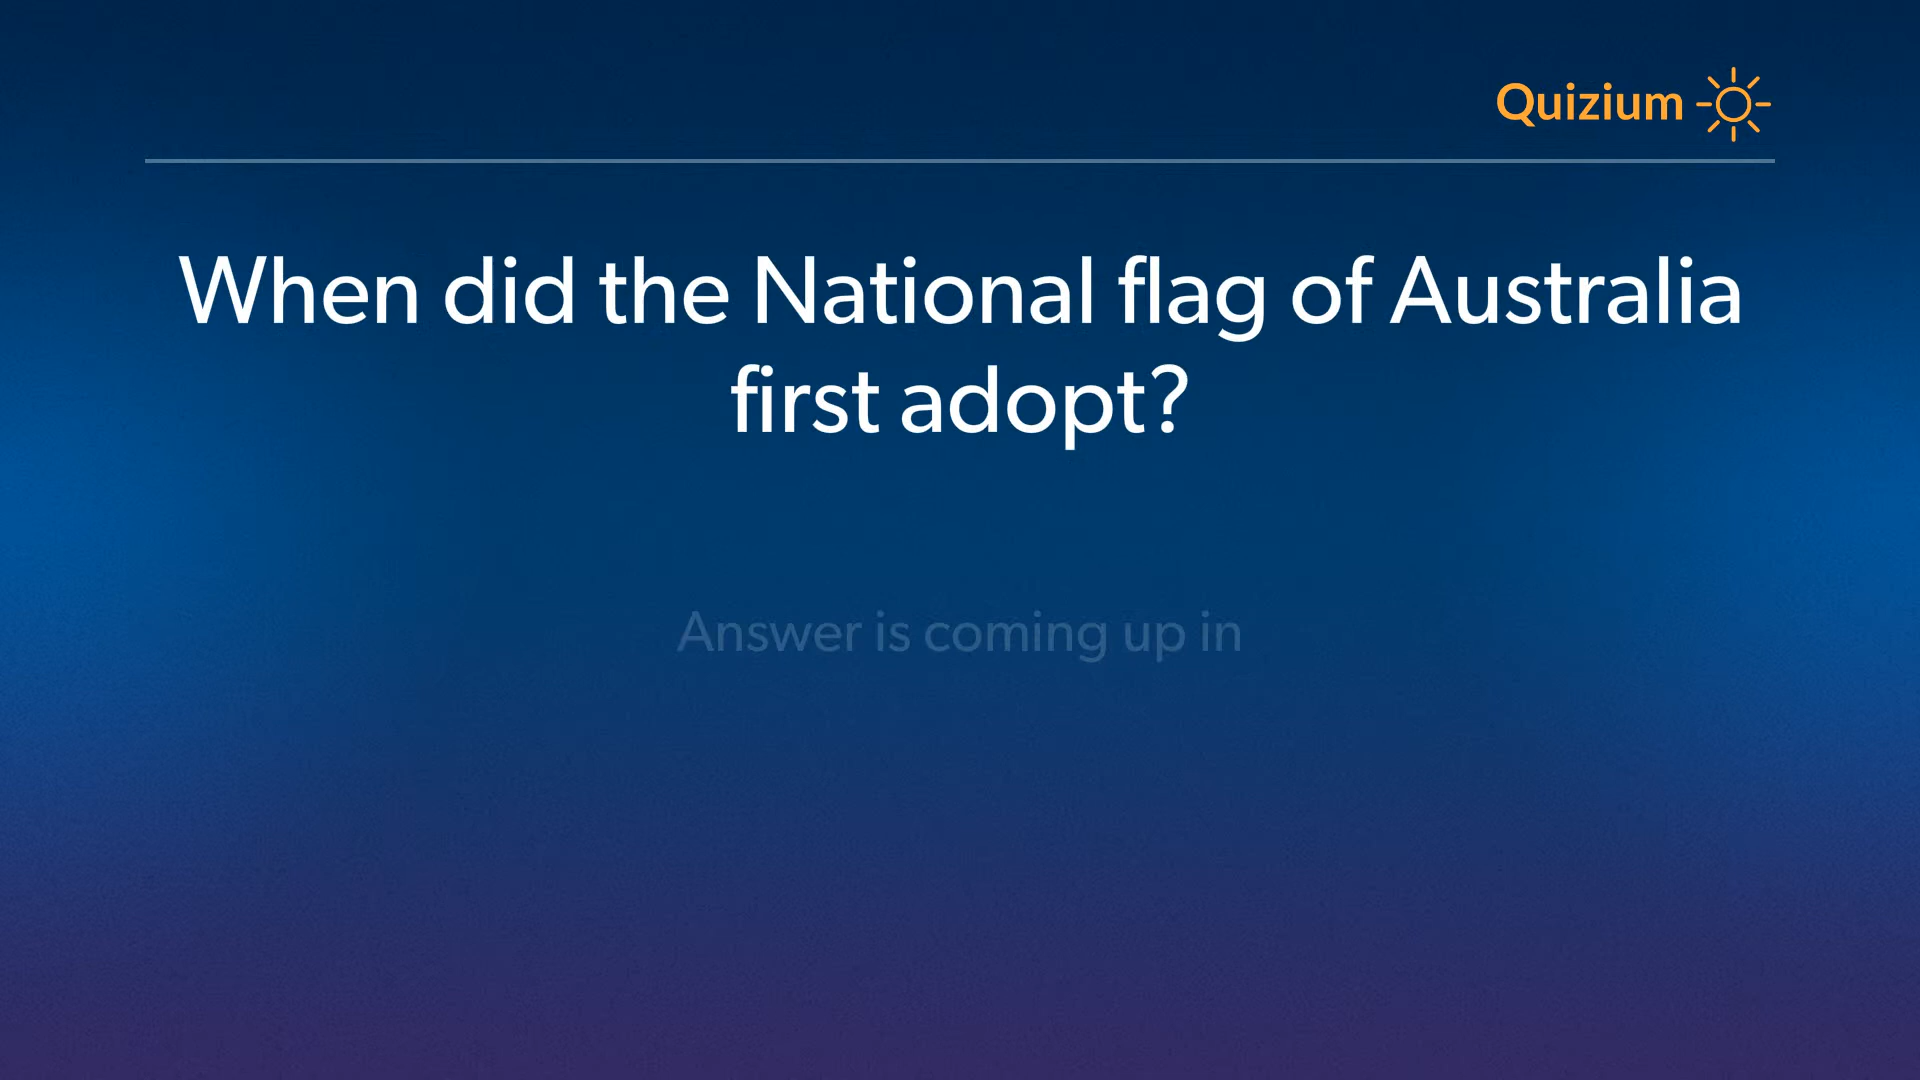 Quizium
When did the National flag of Australia
first adopt?
Answer is coming up in